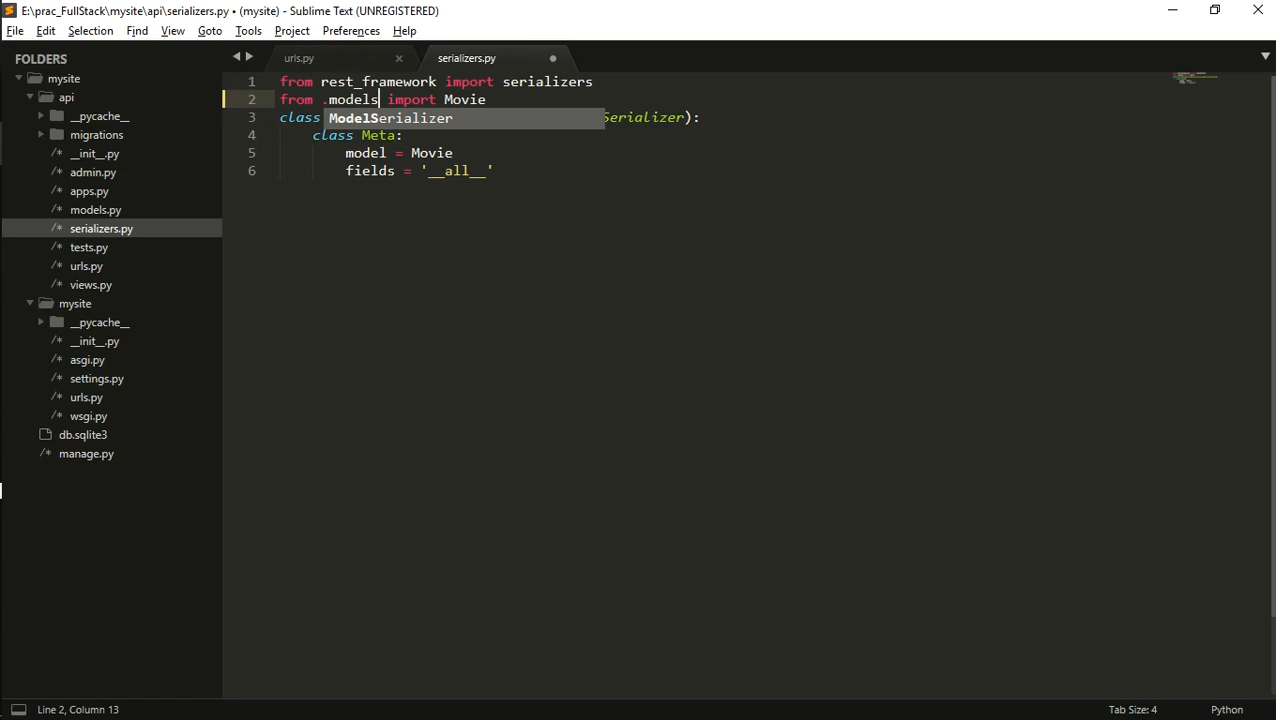 E:\prac_FullStack\mysite\api\serializers.py • (mysite) - Sublime Text (UNREGISTERED)
File Edit Selection Find View Goto Tools Project Preferences Help
FOLDERS
mysite
api
__pycache__
migrations
__init__.py
admin.py
apps.py
models.py
serializers.py
tests.py
urls.py
views.py
mysite
__pycache__
__init__.py
asgi.py
settings.py
urls.py
wsgi.py
db.sqlite3
manage.py
urls.py × serializers.py
1 from rest_framework import serializers
2 from .models import Movie
3 class Serializer):
ModelSerializer
4 class Meta:
5 model = Movie
6 fields = '__all__'
Line 2, Column 13 Tab Size: 4 Python